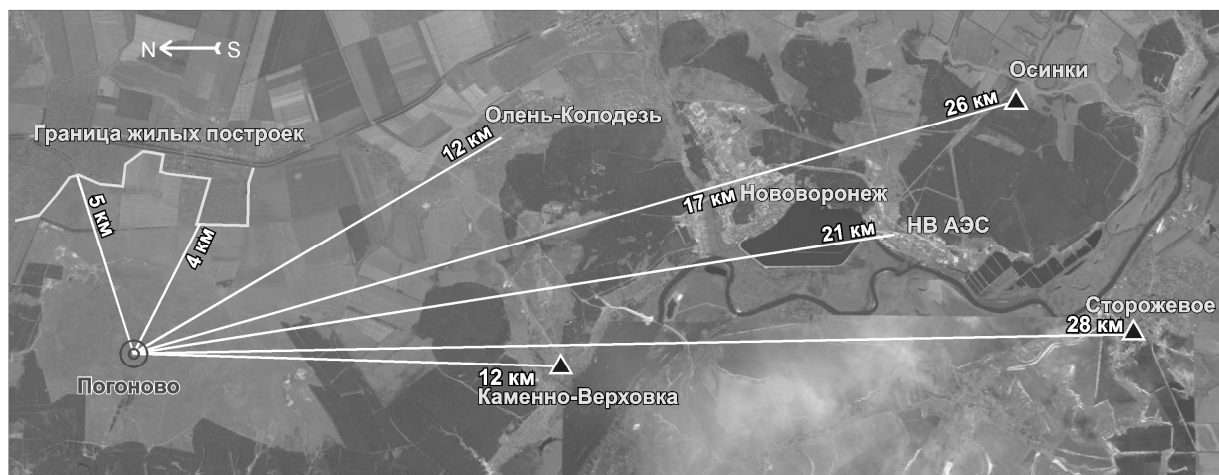 N S
Осинки
26 км
Олень-Колодезь
12 км
Граница жилых построек
5 км
4 км
17 км
Нововоронеж
21 км
НВ АЭС
Сторожевое
28 км
Погоново
12 км
Каменно-Верховка